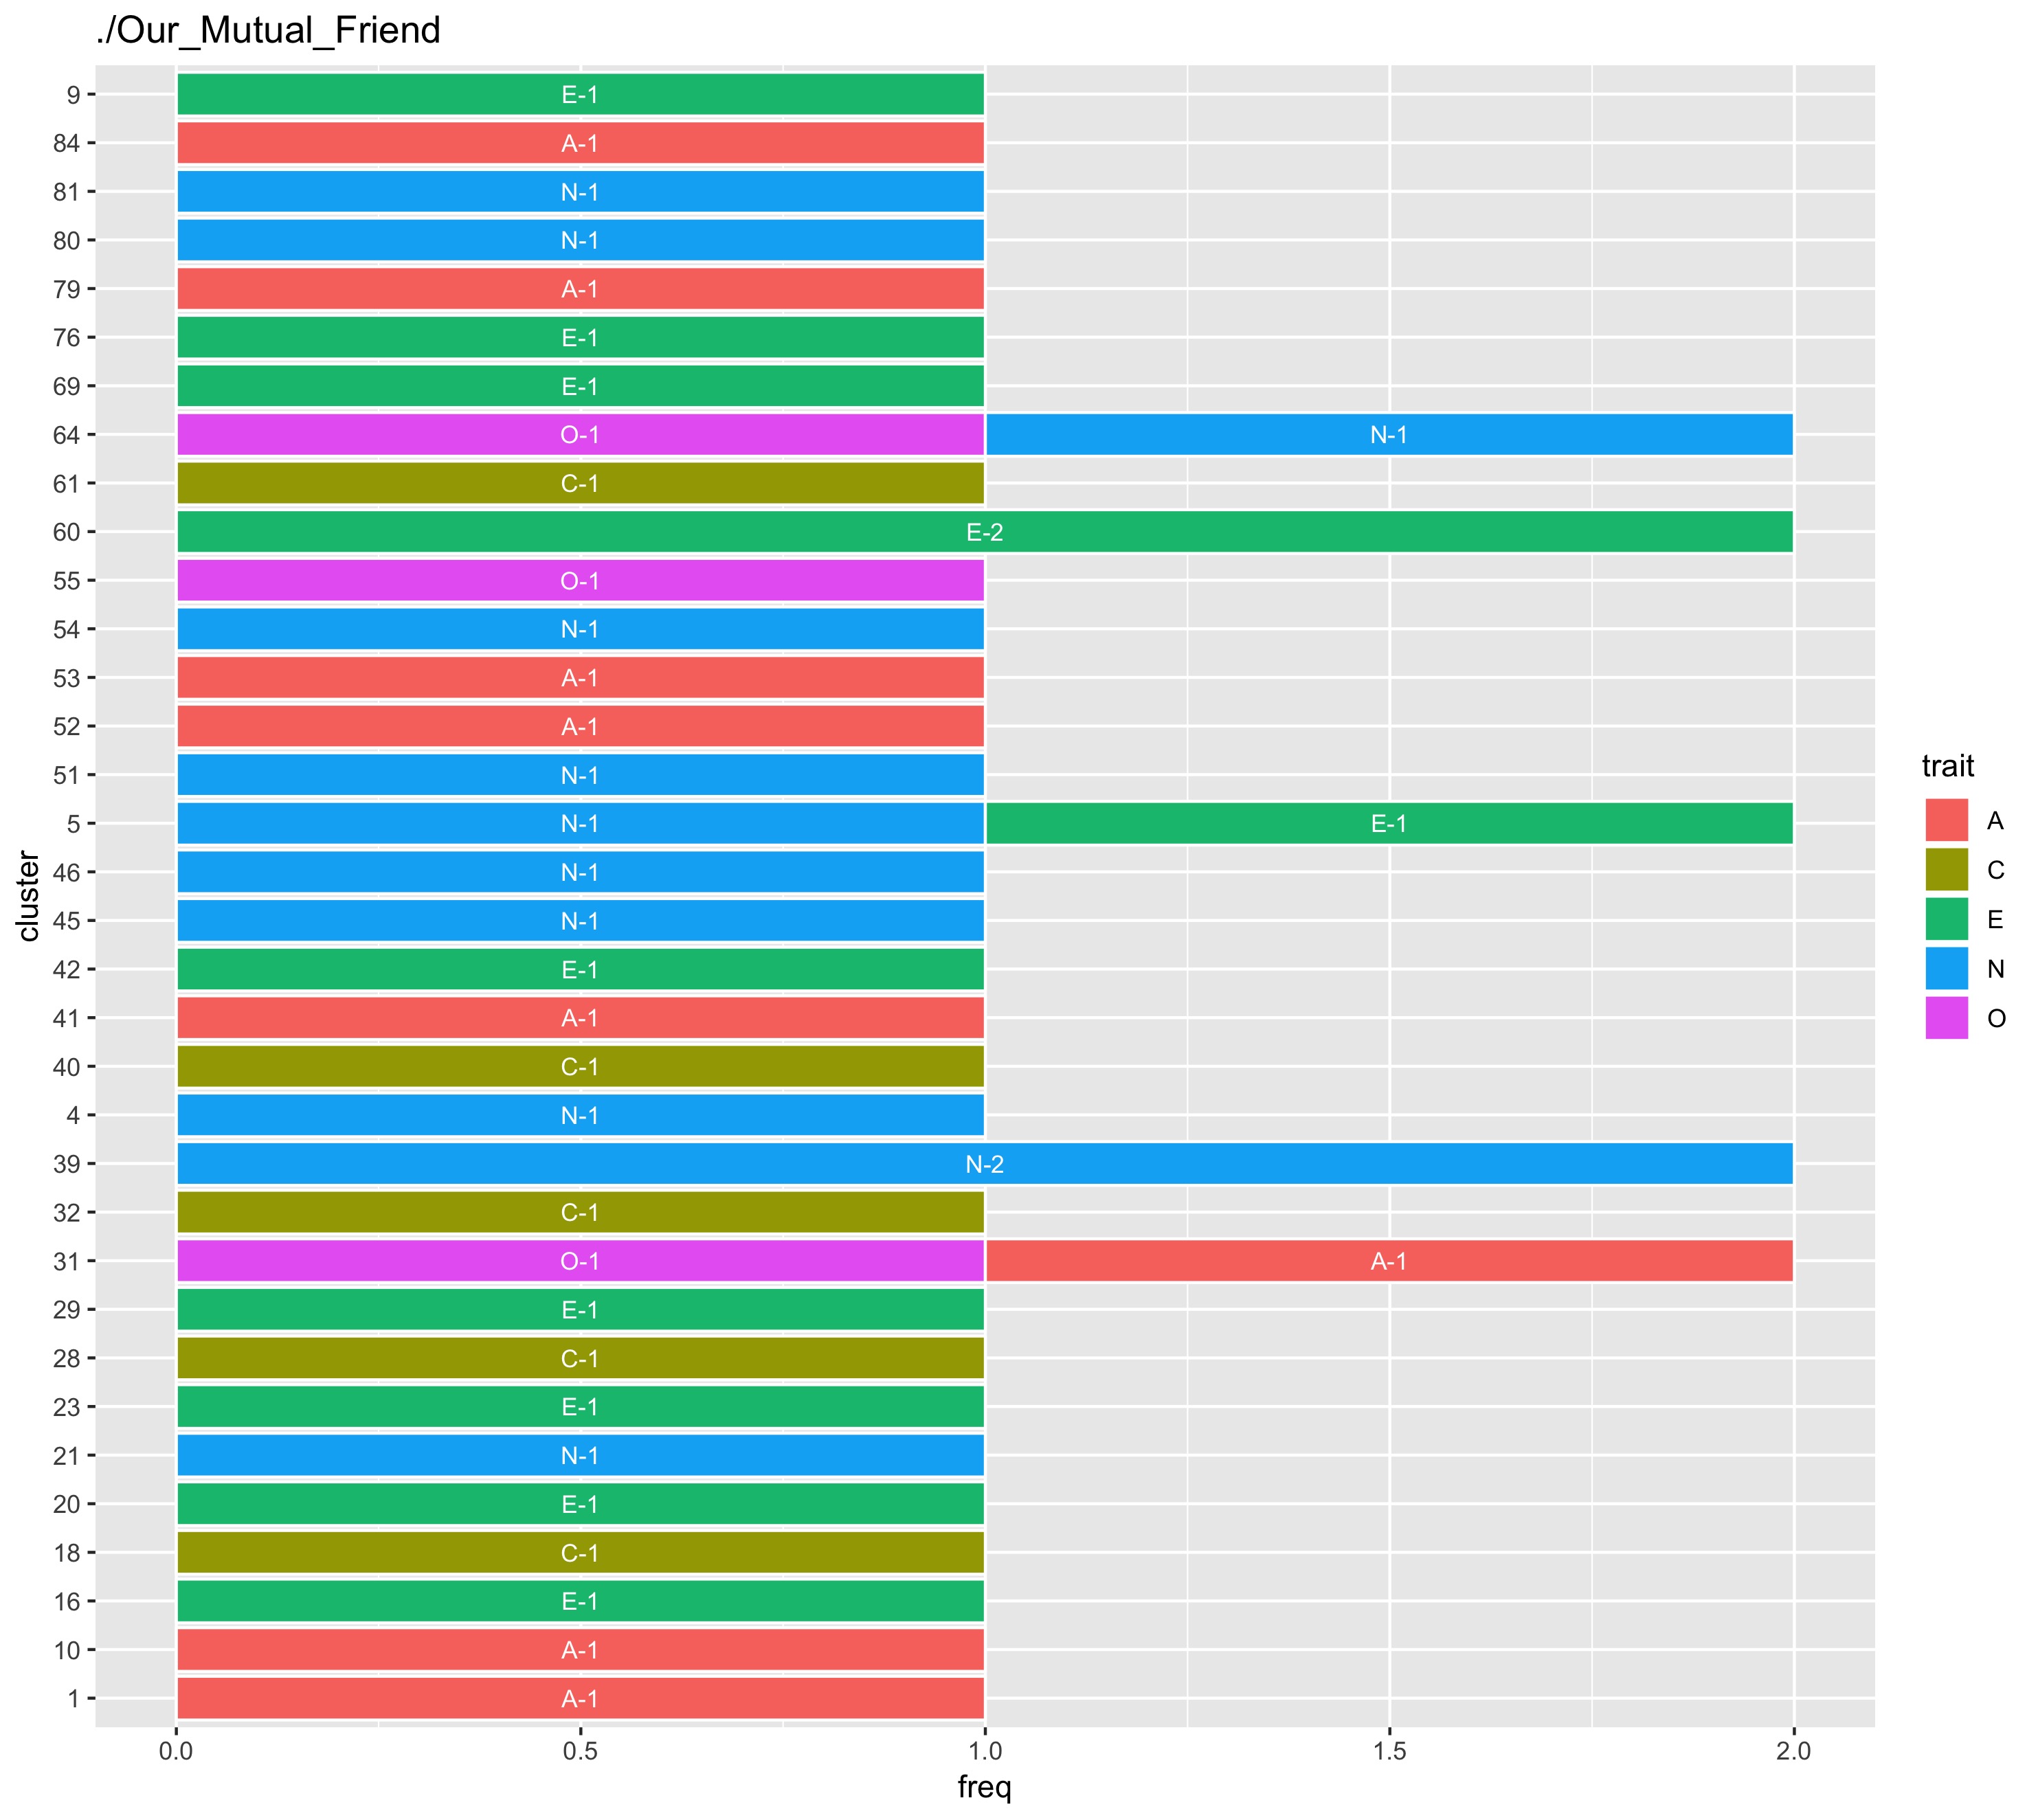 ./Our_Mutual_Friend
9 E-1
84 A-1
81 N-1
80 N-1
79 A-1
76 E-1
69 E-1
64 O-1 N-1
61 C-1
60 E-2
55 O-1
54 N-1
53 A-1
52 A-1
51 N-1
5 N-1 E-1
46 N-1
45 N-1
42 E-1
41 A-1
40 C-1
4 N-1
39 N-2
32 C-1
31 O-1 A-1
29 E-1
28 C-1
23 E-1
21 N-1
20 E-1
18 C-1
16 E-1
10 A-1
1 A-1
0.0 0.5 1.0 1.5 2.0
freq
cluster
trait
A
C
E
N
O